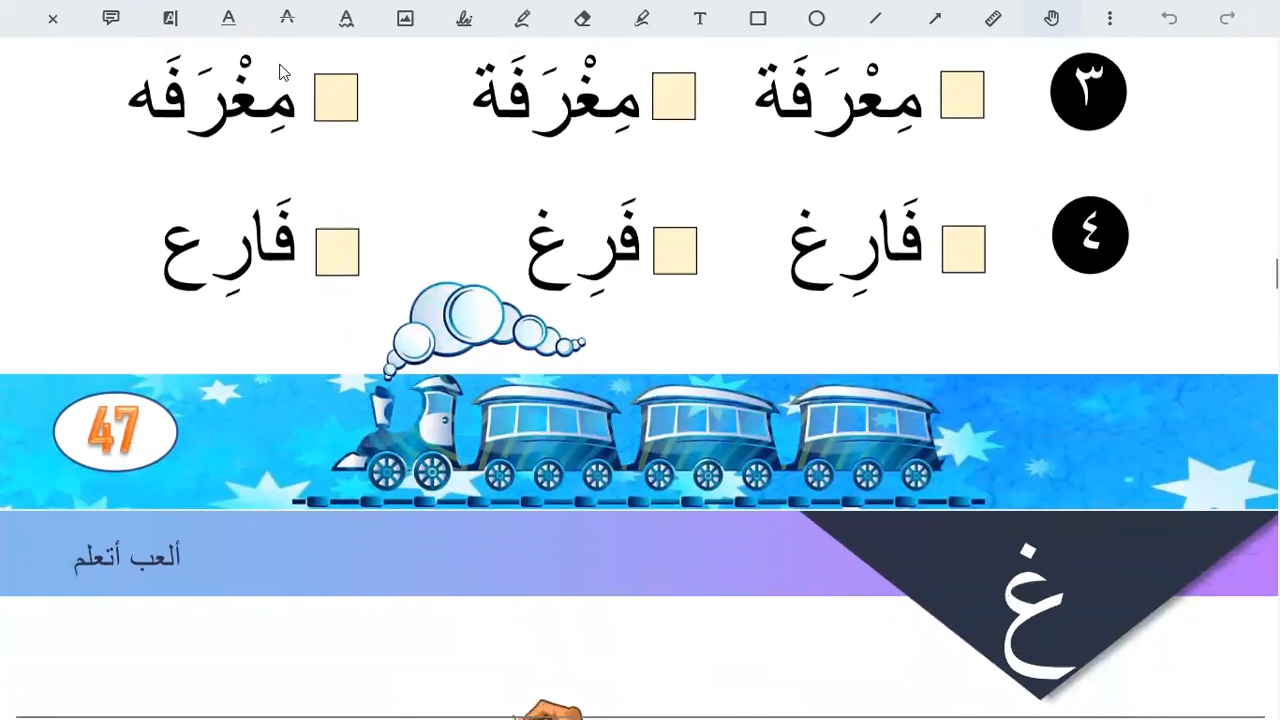 ٣ مِعْرَفَة مِغْرَفَة مِغْرَفَه
٤ فَارِغ فَرِغ فَارِع
47
غ
ألعب أتعلم